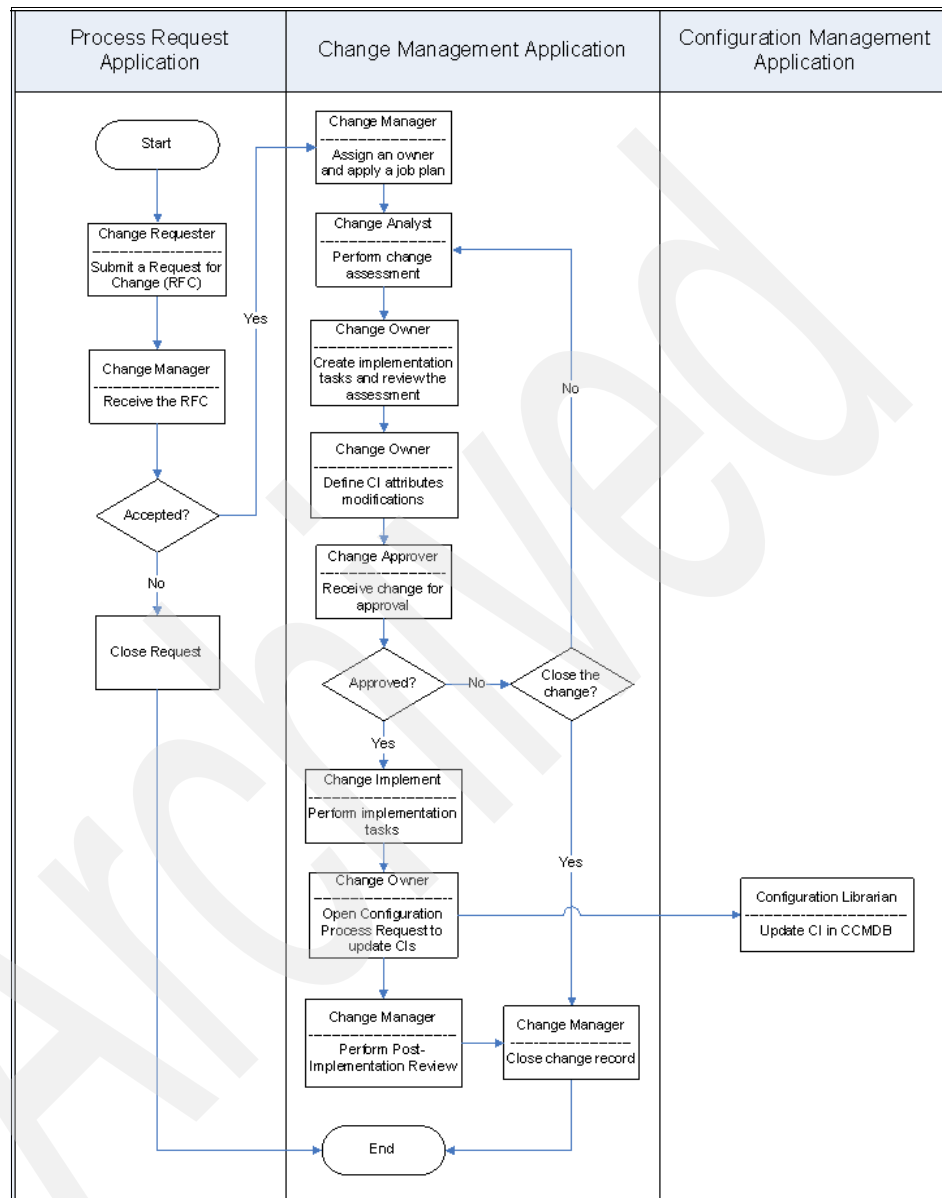 Process Request
Application
Change Management Application
Configuration Management
Application
Start
Change Requester
Submit a Request for
Change (RFC)
Change Manager
Receive the RFC
Accepted?
Yes
No
Close Request
Change Manager
Assign an owner
and apply a job plan
Change Analyst
Perform change
assessment
Change Owner
Create implementation
tasks and review the
assessment
Change Owner
Define CI attributes
modifications
Change Approver
Receive change for
approval
Approved?
No
Close the
change?
No
Yes
Yes
Change Implement
Perform implementation
tasks
Change Owner
Open Configuration
Process Request to
update CIs
Configuration Librarian
Update CI in CCMDB
Change Manager
Perform Post-
Implementation Review
Change Manager
Close change record
End
Archived